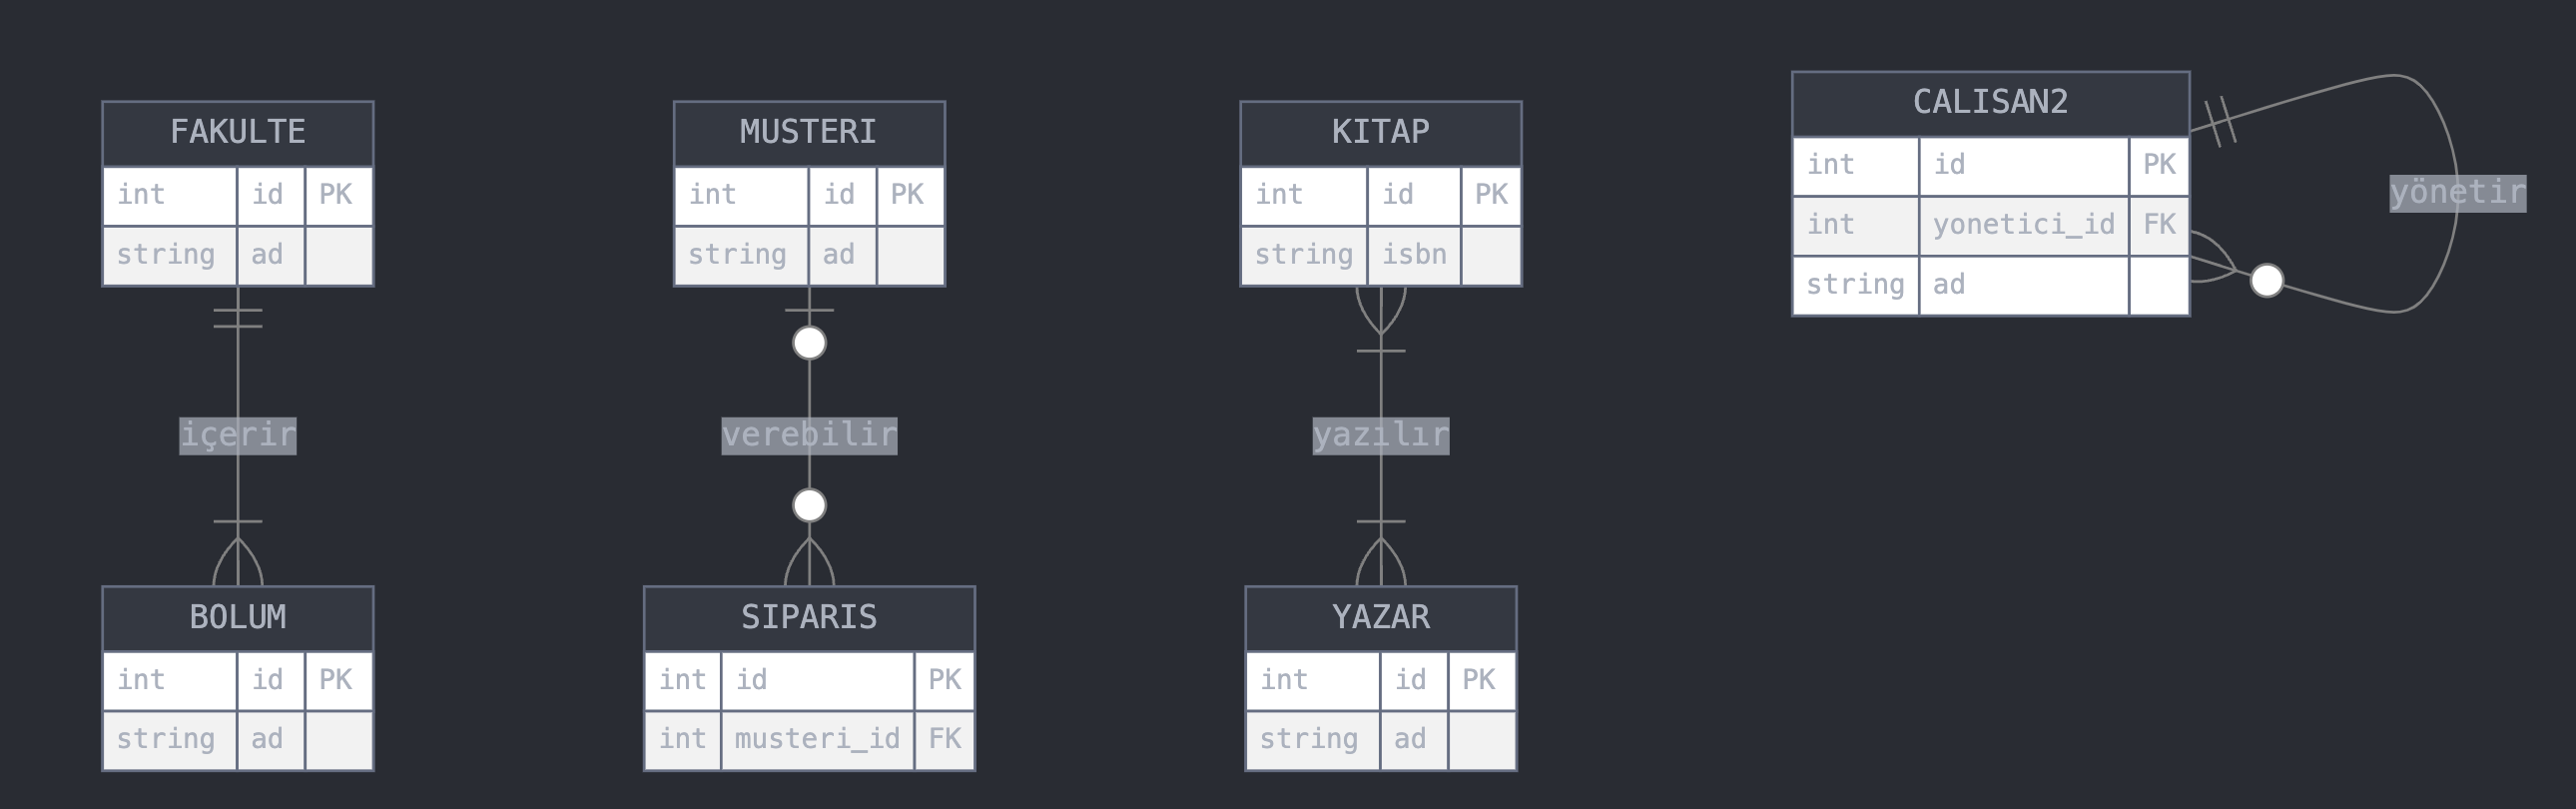 FAKULTE
int id PK
string ad
içerir
BOLUM
int id PK
string ad
MUSTERI
int id PK
string ad
verebilir
SIPARIS
int id PK
int musteri_id FK
KITAP
int id PK
string isbn
yazılır
YAZAR
int id PK
string ad
CALISAN2
int id PK
int yonetici_id FK
string ad
yönetir